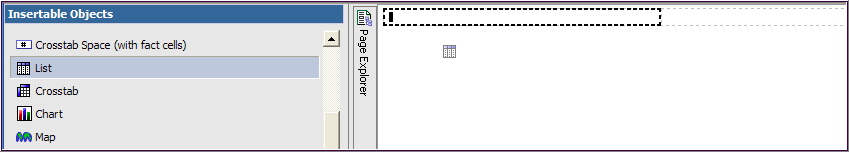 Insertable Objects
Crosstab Space (with fact cells)
List
Crosstab
Chart
Map
Page Explorer